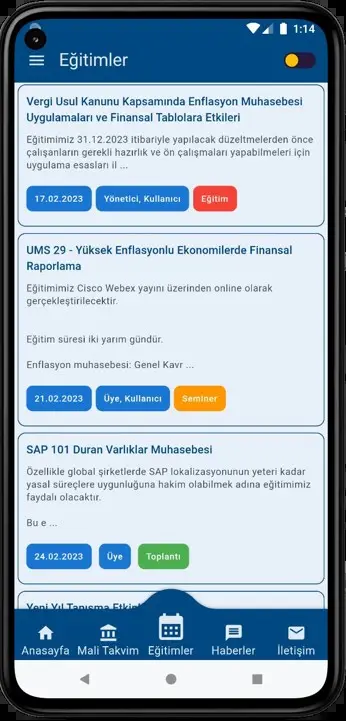 1:14
Eğitimler
Vergi Usul Kanunu Kapsamında Enflasyon Muhasebesi
Uygulamaları ve Finansal Tablolara Etkileri
Eğitimimiz 31.12.2023 itibariyle yapılacak düzeltmelerden önce
çalışanların gerekli hazırlık ve ön çalışmaları yapabilmeleri için
uygulama esasları il ...
17.02.2023 Yönetici, Kullanıcı Eğitim
UMS 29 - Yüksek Enflasyonlu Ekonomilerde Finansal
Raporlama
Eğitimimiz Cisco Webex yayını üzerinden online olarak
gerçekleştirilecektir.
Eğitim süresi iki yarım gündür.
Enflasyon muhasebesi: Genel Kavr ...
21.02.2023 Üye, Kullanıcı Seminer
SAP 101 Duran Varlıklar Muhasebesi
Özellikle global şirketlerde SAP lokalizasyonunun yeteri kadar
yasal süreçlere uygunluğuna hakim olabilmek adına eğitimimiz
faydalı olacaktır.
Bu e ...
24.02.2023 Üye Toplantı
Yeni Yıl Tanışma
Anasayfa Mali Takvim Eğitimler Haberler İletişim